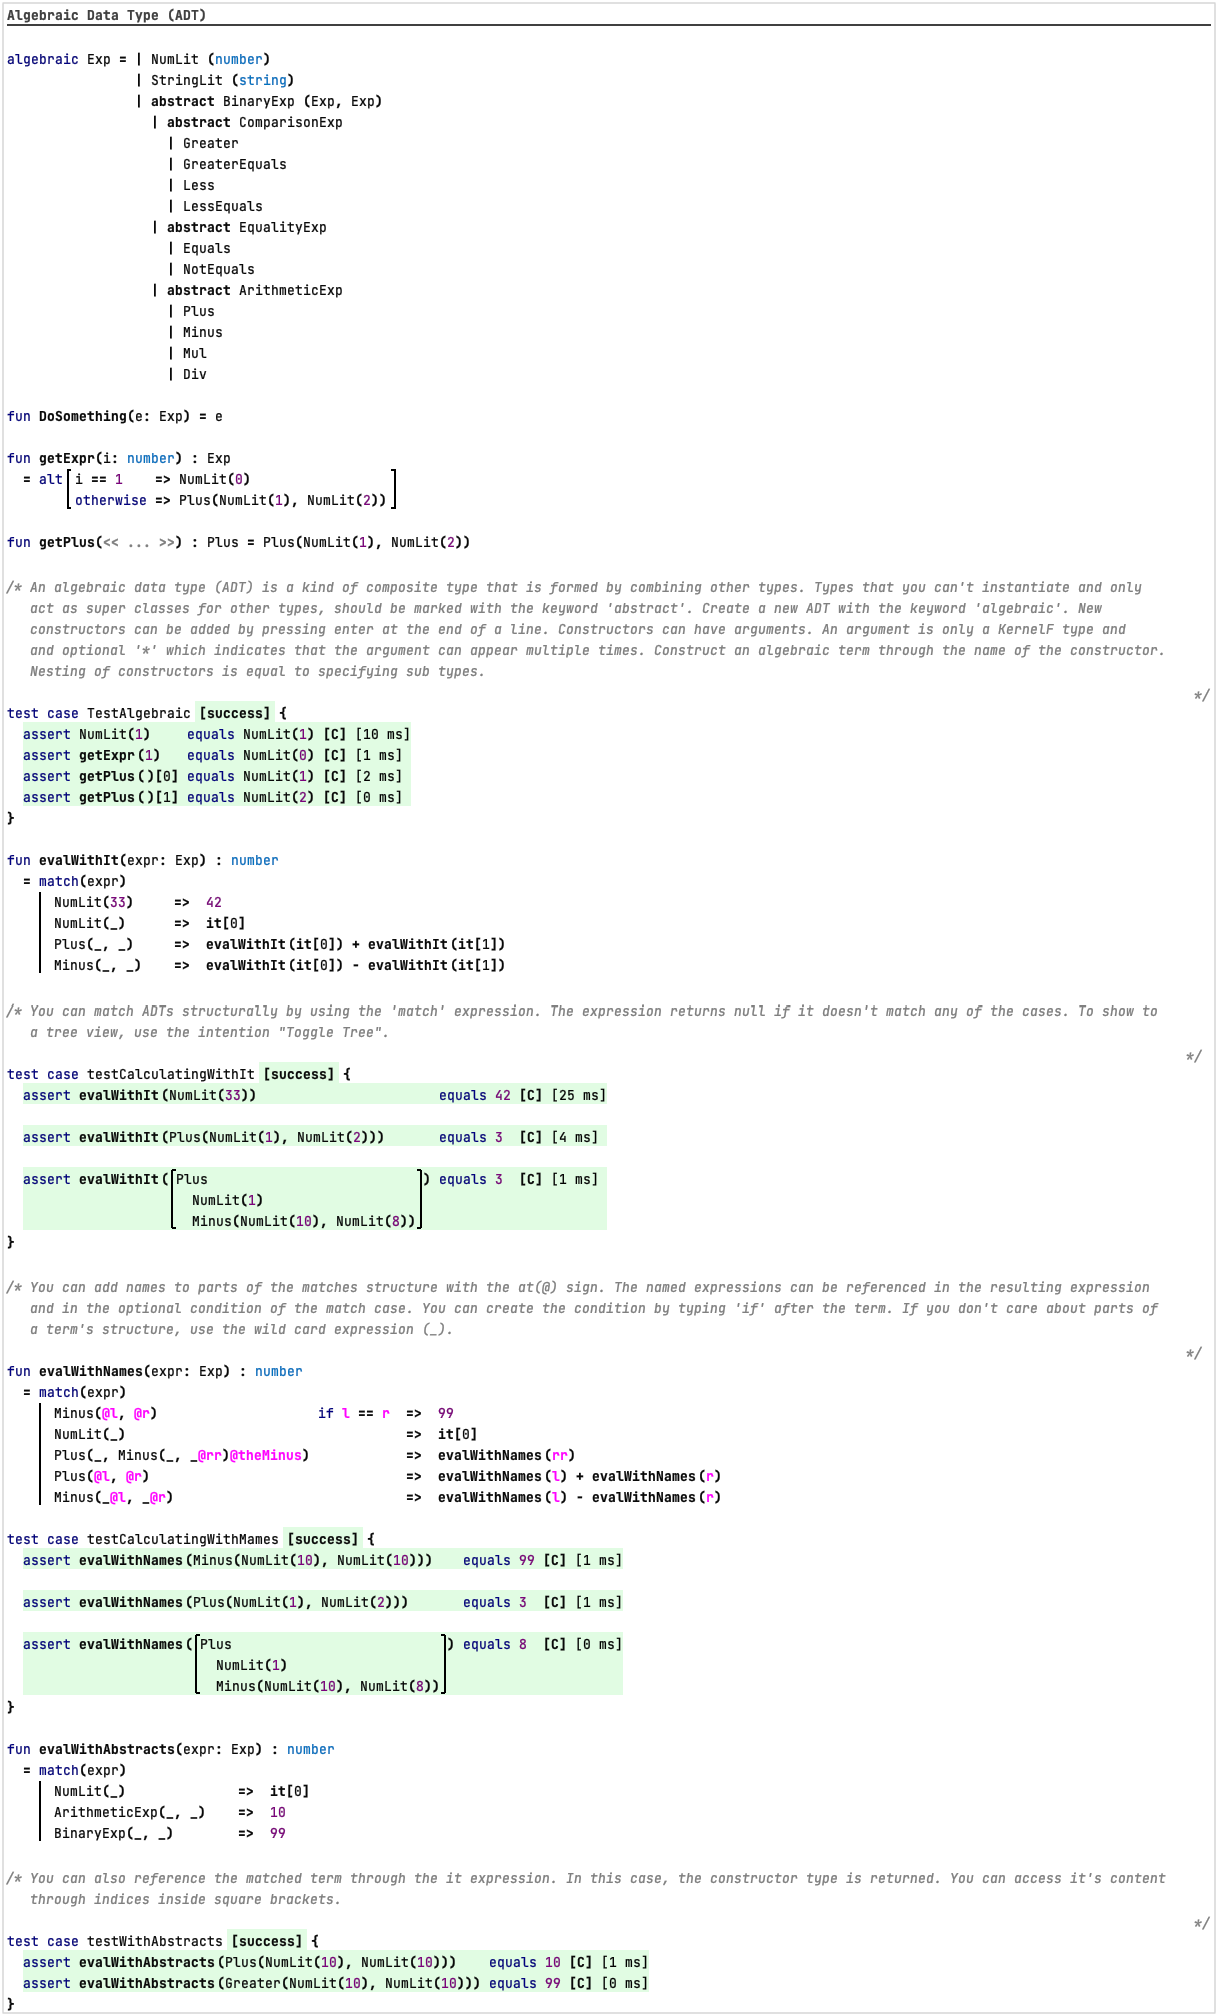 Algebraic Data Type (ADT)
algebraic Exp = | NumLit (number)
| StringLit (string)
| abstract BinaryExp (Exp, Exp)
| abstract ComparisonExp
| Greater
| GreaterEquals
| Less
| LessEquals
| abstract EqualityExp
| Equals
| NotEquals
| abstract ArithmeticExp
| Plus
| Minus
| Mul
| Div
fun DoSomething(e: Exp) = e
fun getExpr(i: number) : Exp
= alt [i == 1 => NumLit(0)
otherwise => Plus(NumLit(1), NumLit(2))]
fun getPlus(<< ... >>) : Plus = Plus(NumLit(1), NumLit(2))
/* An algebraic data type (ADT) is a kind of composite type that is formed by combining other types. Types that you can't instantiate and only
act as super classes for other types, should be marked with the keyword 'abstract'. Create a new ADT with the keyword 'algebraic'. New
constructors can be added by pressing enter at the end of a line. Constructors can have arguments. An argument is only a KernelF type and
and optional '*' which indicates that the argument can appear multiple times. Construct an algebraic term through the name of the constructor.
Nesting of constructors is equal to specifying sub types.
*/
test case TestAlgebraic [success] {
assert NumLit(1) equals NumLit(1) [C] [10 ms]
assert getExpr(1) equals NumLit(0) [C] [1 ms]
assert getPlus()[0] equals NumLit(1) [C] [2 ms]
assert getPlus()[1] equals NumLit(2) [C] [0 ms]
}
fun evalWithIt(expr: Exp) : number
= match(expr)
NumLit(33) => 42
NumLit(_) => it[0]
Plus(_, _) => evalWithIt(it[0]) + evalWithIt(it[1])
Minus(_, _) => evalWithIt(it[0]) - evalWithIt(it[1])
/* You can match ADTs structurally by using the 'match' expression. The expression returns null if it doesn't match any of the cases. To show to
a tree view, use the intention "Toggle Tree".
*/
test case testCalculatingWithIt [success] {
assert evalWithIt(NumLit(33)) equals 42 [C] [25 ms]
assert evalWithIt(Plus(NumLit(1), NumLit(2))) equals 3 [C] [4 ms]
assert evalWithIt([Plus ]) equals 3 [C] [1 ms]
NumLit(1)
Minus(NumLit(10), NumLit(8))
}
/* You can add names to parts of the matches structure with the at(@) sign. The named expressions can be referenced in the resulting expression
and in the optional condition of the match case. You can create the condition by typing 'if' after the term. If you don't care about parts of
a term's structure, use the wild card expression (_).
*/
fun evalWithNames(expr: Exp) : number
= match(expr)
Minus(@l, @r) if l == r => 99
NumLit(_) => it[0]
Plus(_, Minus(_, _@rr)@theMinus) => evalWithNames(rr)
Plus(@l, @r) => evalWithNames(l) + evalWithNames(r)
Minus(_@l, _@r) => evalWithNames(l) - evalWithNames(r)
test case testCalculatingWithMames [success] {
assert evalWithNames(Minus(NumLit(10), NumLit(10))) equals 99 [C] [1 ms]
assert evalWithNames(Plus(NumLit(1), NumLit(2))) equals 3 [C] [1 ms]
assert evalWithNames([Plus ]) equals 8 [C] [0 ms]
NumLit(1)
Minus(NumLit(10), NumLit(8))
}
fun evalWithAbstracts(expr: Exp) : number
= match(expr)
NumLit(_) => it[0]
ArithmeticExp(_, _) => 10
BinaryExp(_, _) => 99
/* You can also reference the matched term through the it expression. In this case, the constructor type is returned. You can access it's content
through indices inside square brackets.
*/
test case testWithAbstracts [success] {
assert evalWithAbstracts(Plus(NumLit(10), NumLit(10))) equals 10 [C] [1 ms]
assert evalWithAbstracts(Greater(NumLit(10), NumLit(10))) equals 99 [C] [0 ms]
}